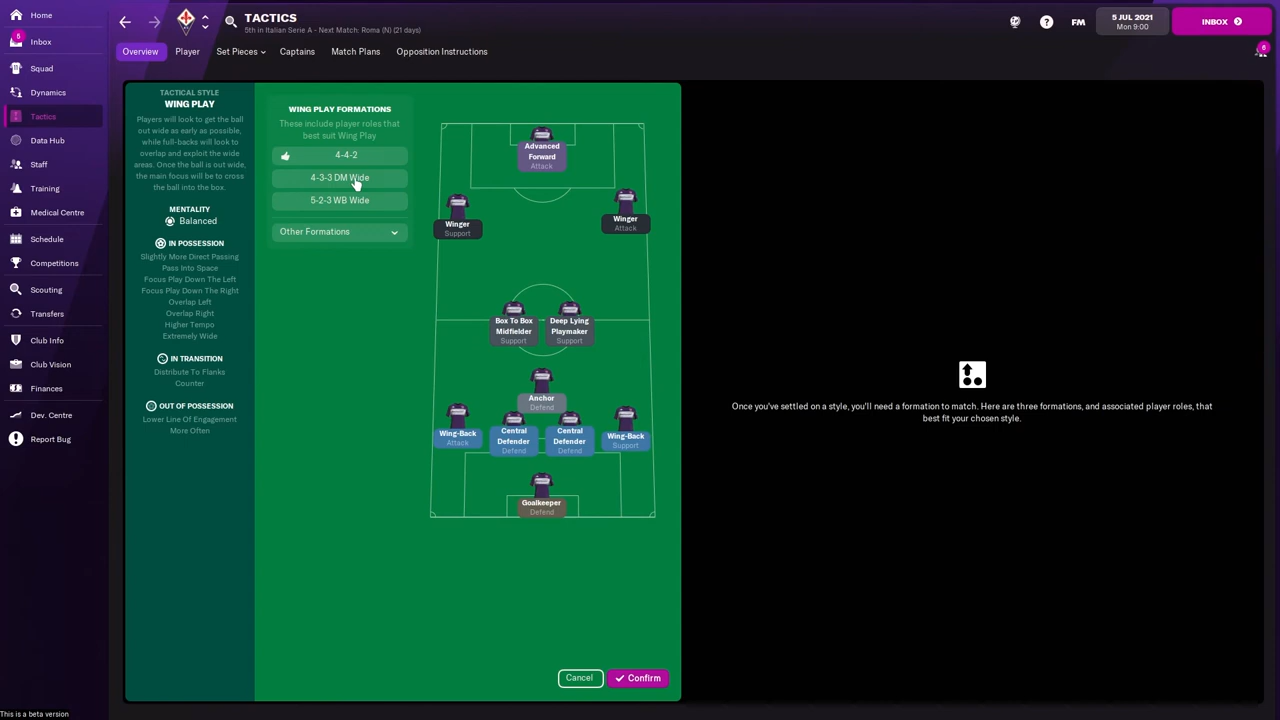 Home
5
Inbox
Squad
Dynamics
Tactics
Data Hub
Staff
Training
Medical Centre
Schedule
Competitions
Scouting
Transfers
Club Info
Club Vision
Finances
Dev. Centre
Report Bug
This is a beta version
TACTICS
5th in Italian Serie A - Next Match: Roma (N) (21 days)
FM
5 JUL 2021
Mon 9:00
INBOX
6
Overview
Player
Set Pieces
Captains
Match Plans
Opposition Instructions
TACTICAL STYLE
WING PLAY
Players will look to get the ball
out wide as early as possible,
while full-backs will look to
overlap and exploit the wide
areas. Once the ball is out wide,
the main focus will be to cross
the ball into the box.
MENTALITY
Balanced
IN POSSESSION
Slightly More Direct Passing
Pass Into Space
Focus Play Down The Left
Focus Play Down The Right
Overlap Left
Overlap Right
Higher Tempo
Extremely Wide
IN TRANSITION
Distribute To Flanks
Counter
OUT OF POSSESSION
Lower Line Of Engagement
More Often
WING PLAY FORMATIONS
These include player roles that
best suit Wing Play
4-4-2
4-3-3 DM Wide
5-2-3 WB Wide
Other Formations
Advanced
Forward
Attack
Winger
Support
Winger
Attack
Box To Box
Midfielder
Support
Deep Lying
Playmaker
Support
Anchor
Defend
Wing-Back
Attack
Central
Defender
Defend
Central
Defender
Defend
Wing-Back
Support
Goalkeeper
Defend
Cancel
Confirm
Once you've settled on a style, you'll need a formation to match. Here are three formations, and associated player roles, that
best fit your chosen style.